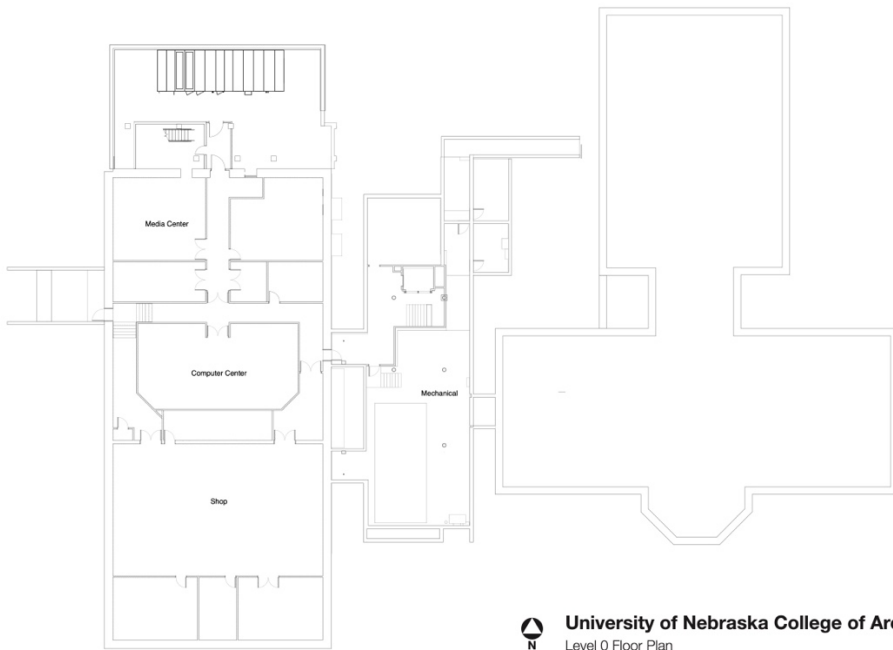 Media Center
Computer Center
Mechanical
Shop
University of Nebraska College of Arc
N
Level 0 Floor Plan